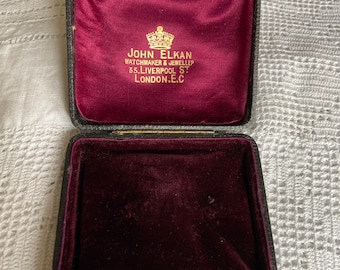 JOHN ELKAN
WATCHMAKER & JEWELLER
35, LIVERPOOL ST
LONDON. E.C